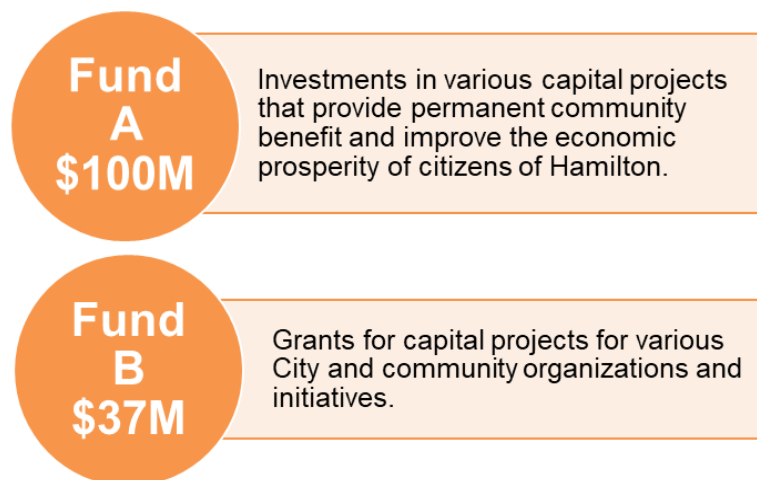 Fund
A
$100M
Investments in various capital projects
that provide permanent community
benefit and improve the economic
prosperity of citizens of Hamilton.
Fund
B
$37M
Grants for capital projects for various
City and community organizations and
initiatives.